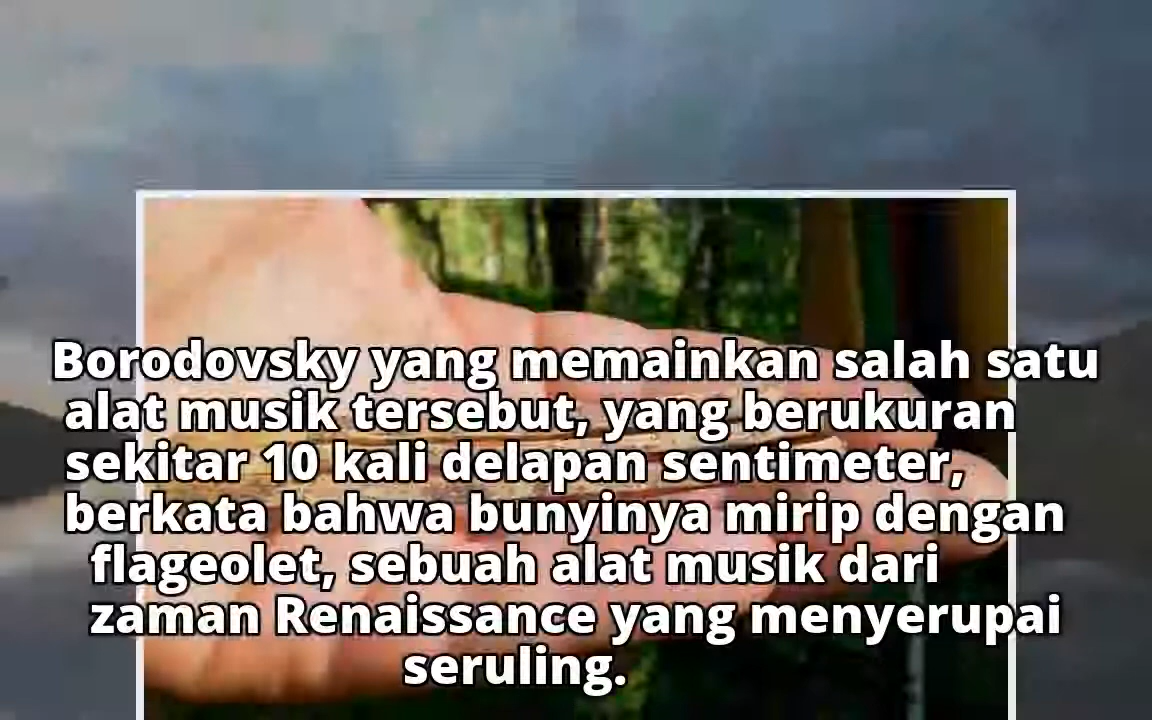 Borodovsky yang memainkan salah satu
alat musik tersebut, yang berukuran
sekitar 10 kali delapan sentimeter,
berkata bahwa bunyinya mirip dengan
flageolet, sebuah alat musik dari
zaman Renaissance yang menyerupai
seruling.